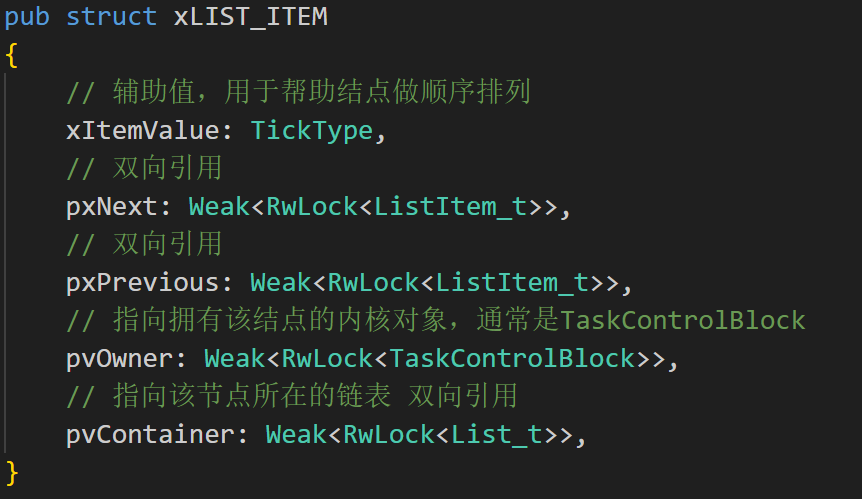 pub struct xLIST_ITEM
{
    // 辅助值，用于帮助结点做顺序排列
    xItemValue: TickType,
    // 双向引用
    pxNext: Weak<RwLock<ListItem_t>>,
    // 双向引用
    pxPrevious: Weak<RwLock<ListItem_t>>,
    // 指向拥有该结点的内核对象，通常是TaskControlBlock
    pvOwner: Weak<RwLock<TaskControlBlock>>,
    // 指向该节点所在的链表 双向引用
    pvContainer: Weak<RwLock<List_t>>,
}